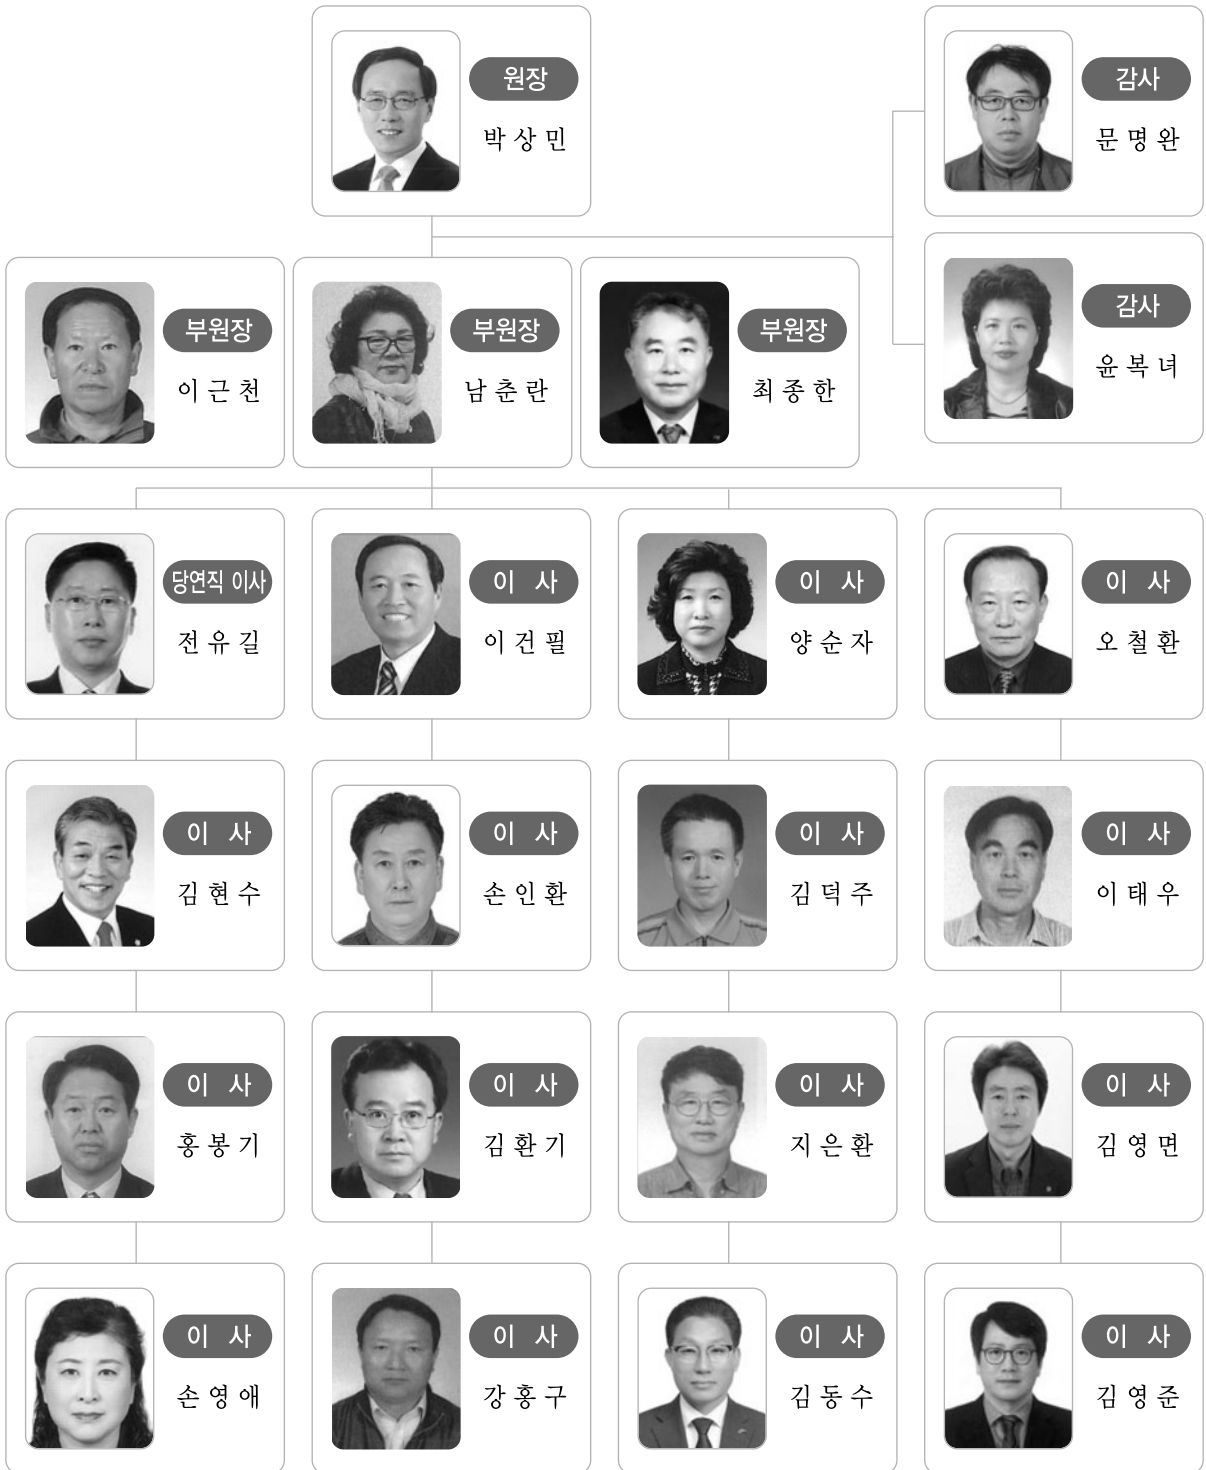 원장
박상민
감사
문명완
감사
윤복녀
부원장
이근천
부원장
남춘란
부원장
최종한
당연직 이사
전유길
이 사
이건필
이 사
양순자
이 사
오철환
이 사
김현수
이 사
손인환
이 사
김덕주
이 사
이태우
이 사
홍봉기
이 사
김환기
이 사
지은환
이 사
김영면
이 사
손영애
이 사
강홍구
이 사
김동수
이 사
김영준